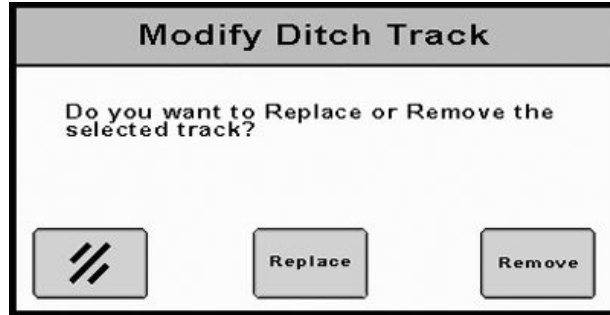 Modify Ditch Track
Do you want to Replace or Remove the
selected track?
Replace
Remove